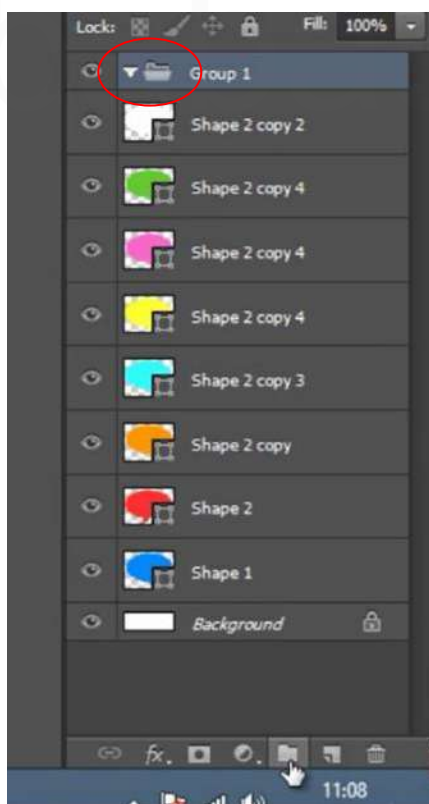 Lock: Fill: 100%
Group 1
Shape 2 copy 2
Shape 2 copy 4
Shape 2 copy 4
Shape 2 copy 4
Shape 2 copy 3
Shape 2 copy
Shape 2
Shape 1
Background
fx.
11:08